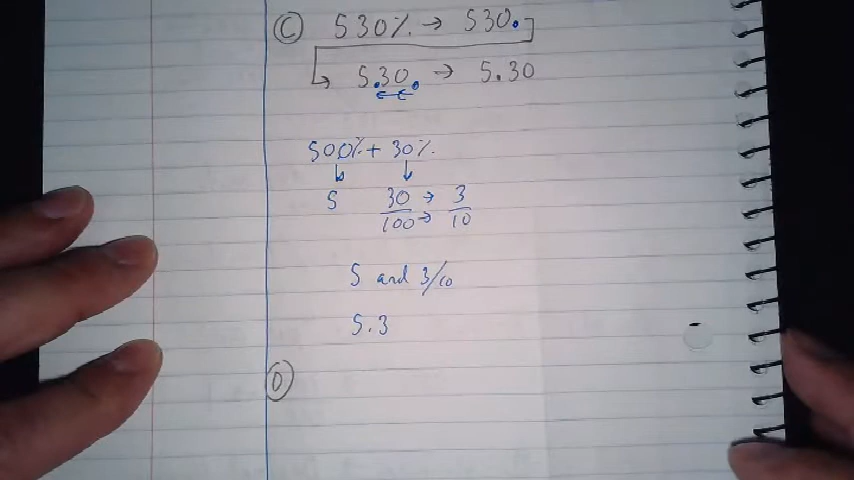 C 530% → 530.
↳ 5.30. → 5.30
500% + 30%
↳ ↓
5 30/100 → 3/10
5 and 3/10
5.3
D